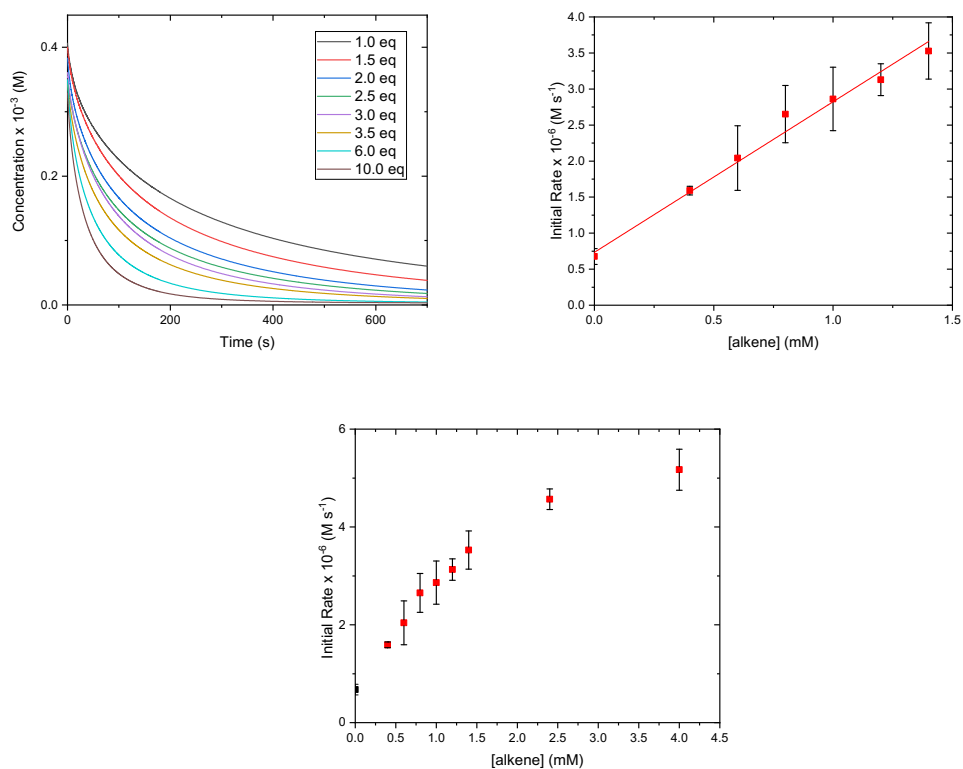 1.0 eq
1.5 eq
2.0 eq
2.5 eq
3.0 eq
3.5 eq
6.0 eq
10.0 eq
0.4
0.2
0.0
0 200 400 600
Time (s)
Concentration x 10⁻³ (M)
4.0
3.5
3.0
2.5
2.0
1.5
1.0
0.5
0.0
0.0 0.5 1.0 1.5
[alkene] (mM)
Initial Rate x 10⁻⁶ (M s⁻¹)
6
4
2
0
0.0 0.5 1.0 1.5 2.0 2.5 3.0 3.5 4.0 4.5
[alkene] (mM)
Initial Rate x 10⁻⁶ (M s⁻¹)